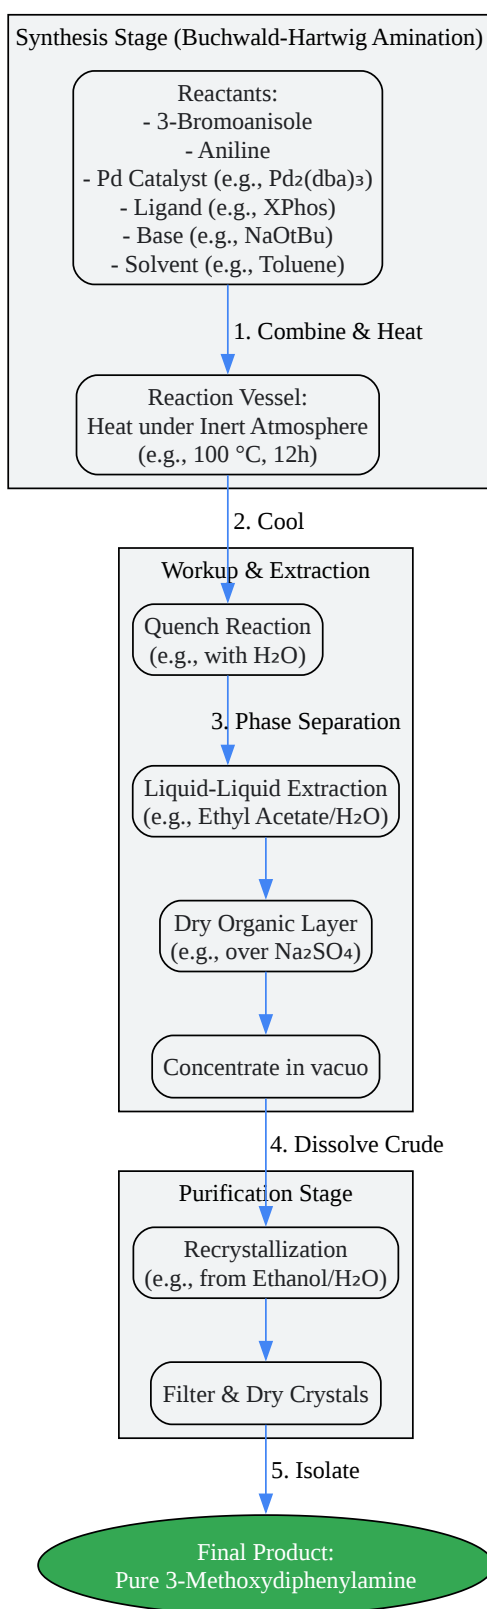 Synthesis Stage (Buchwald-Hartwig Amination)
Reactants:
- 3-Bromoanisole
- Aniline
- Pd Catalyst (e.g., Pd₂(dba)₃)
- Ligand (e.g., XPhos)
- Base (e.g., NaOtBu)
- Solvent (e.g., Toluene)
1. Combine & Heat
Reaction Vessel:
Heat under Inert Atmosphere
(e.g., 100 °C, 12h)
2. Cool
Workup & Extraction
Quench Reaction
(e.g., with H₂O)
3. Phase Separation
Liquid-Liquid Extraction
(e.g., Ethyl Acetate/H₂O)
Dry Organic Layer
(e.g., over Na₂SO₄)
Concentrate in vacuo
4. Dissolve Crude
Purification Stage
Recrystallization
(e.g., from Ethanol/H₂O)
Filter & Dry Crystals
5. Isolate
Final Product:
Pure 3-Methoxydiphenylamine